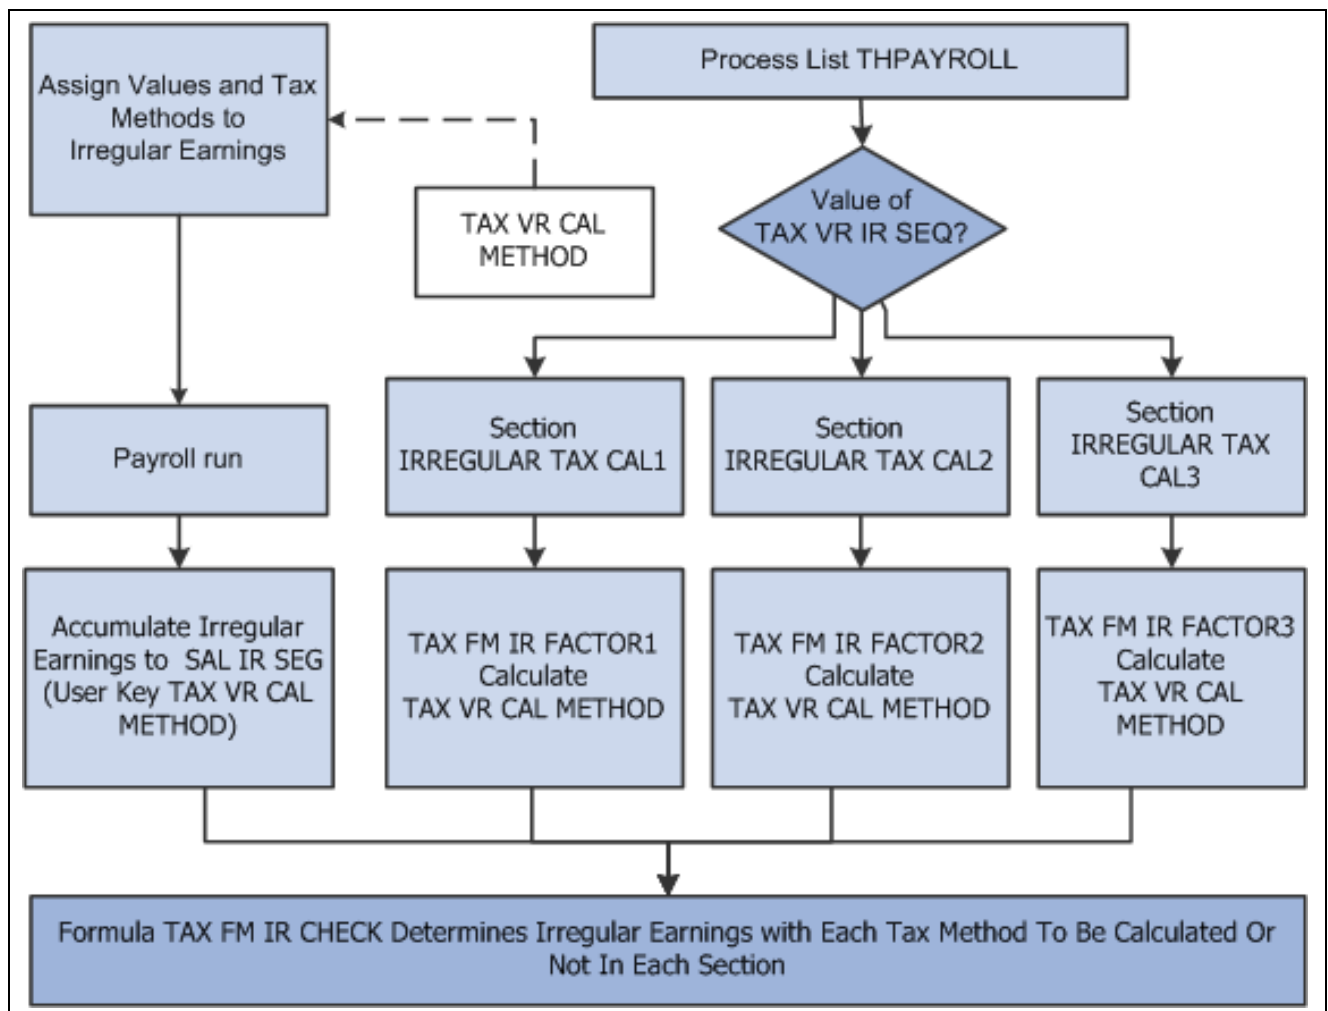 Assign Values and Tax
Methods to
Irregular Earnings
Process List THPAYROLL
TAX VR CAL
METHOD
Value of
TAX VR IR SEQ?
Payroll run
Section
IRREGULAR TAX CAL1
Section
IRREGULAR TAX CAL2
Section
IRREGULAR TAX
CAL3
Accumulate Irregular
Earnings to SAL IR SEG
(User Key TAX VR CAL
METHOD)
TAX FM IR FACTOR1
Calculate
TAX VR CAL METHOD
TAX FM IR FACTOR2
Calculate
TAX VR CAL METHOD
TAX FM IR FACTOR3
Calculate
TAX VR CAL
METHOD
Formula TAX FM IR CHECK Determines Irregular Earnings with Each Tax Method To Be Calculated Or
Not In Each Section